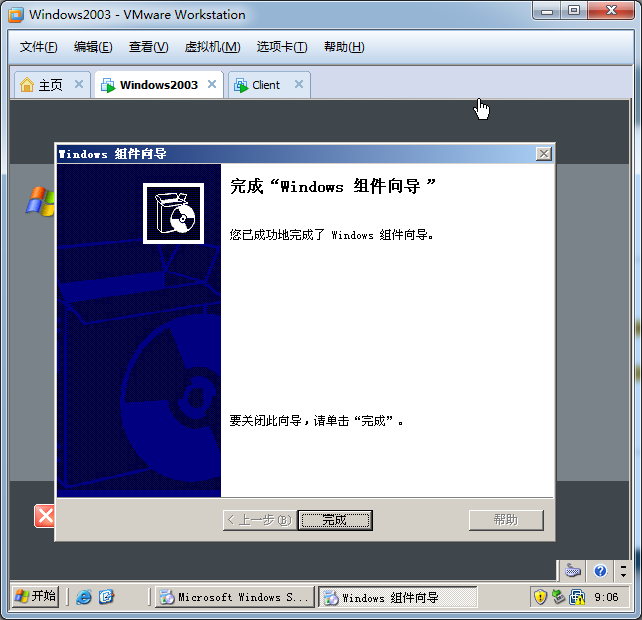 Windows2003 - VMware Workstation
文件(F) 编辑(E) 查看(V) 虚拟机(M) 选项卡(T) 帮助(H)
主页 Windows2003 Client
Windows 组件向导
完成“Windows 组件向导 ”
您已成功地完成了 Windows 组件向导。
要关闭此向导,请单击“完成”。
< 上一步(B) 完成 帮助
开始 Microsoft Windows S... Windows 组件向导 9:06